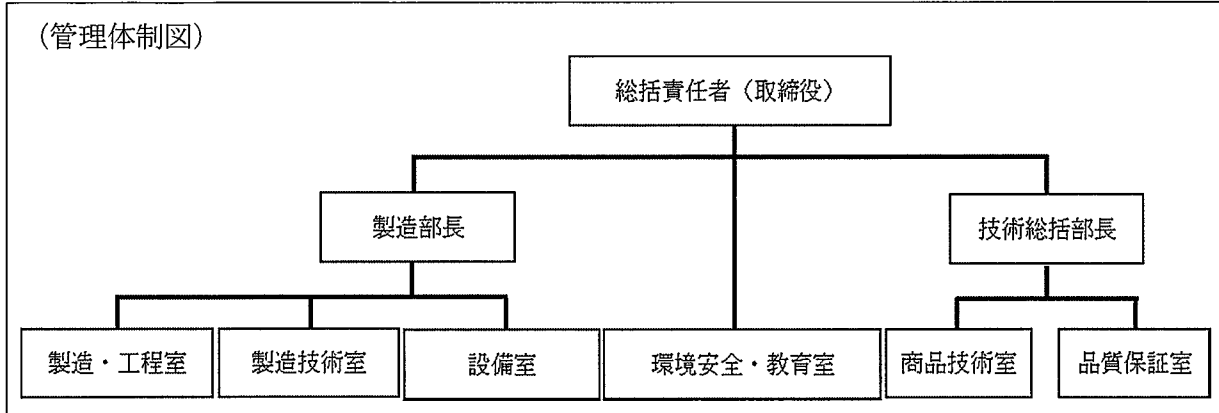 （管理体制図）
総括責任者（取締役）
製造部長
技術総括部長
製造・工程室
製造技術室
設備室
環境安全・教育室
商品技術室
品質保証室